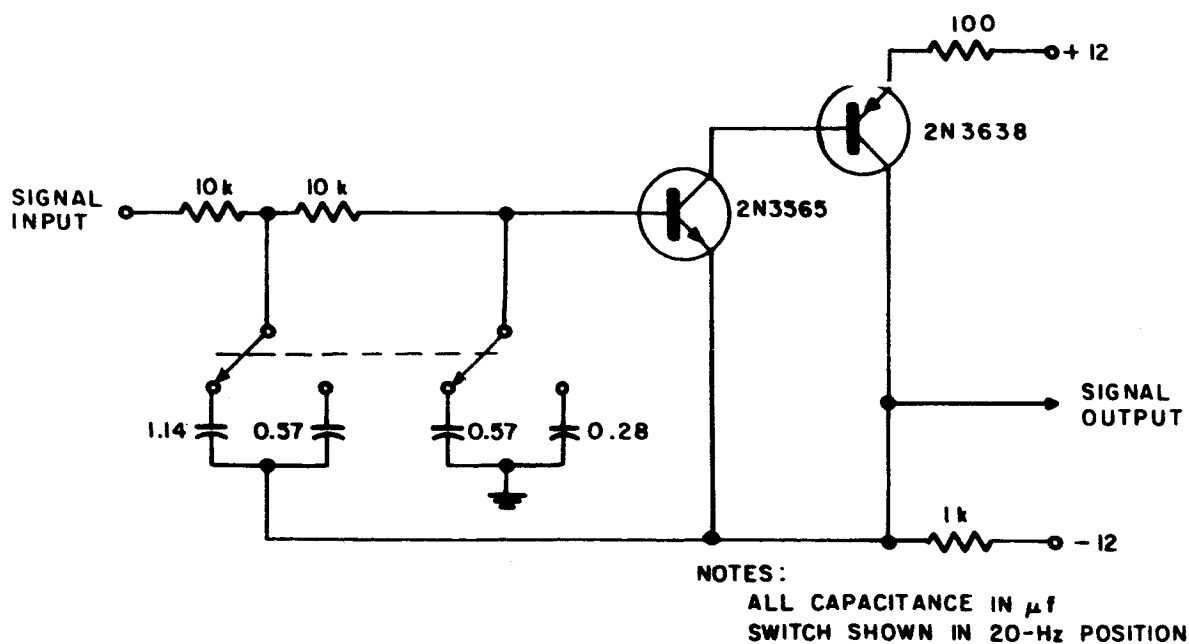 100
+ 12
2N3638
10k
10k
SIGNAL
INPUT
2N3565
1.14
0.57
0.57
0.28
SIGNAL
OUTPUT
1k
- 12
NOTES:
ALL CAPACITANCE IN μf
SWITCH SHOWN IN 20-Hz POSITION